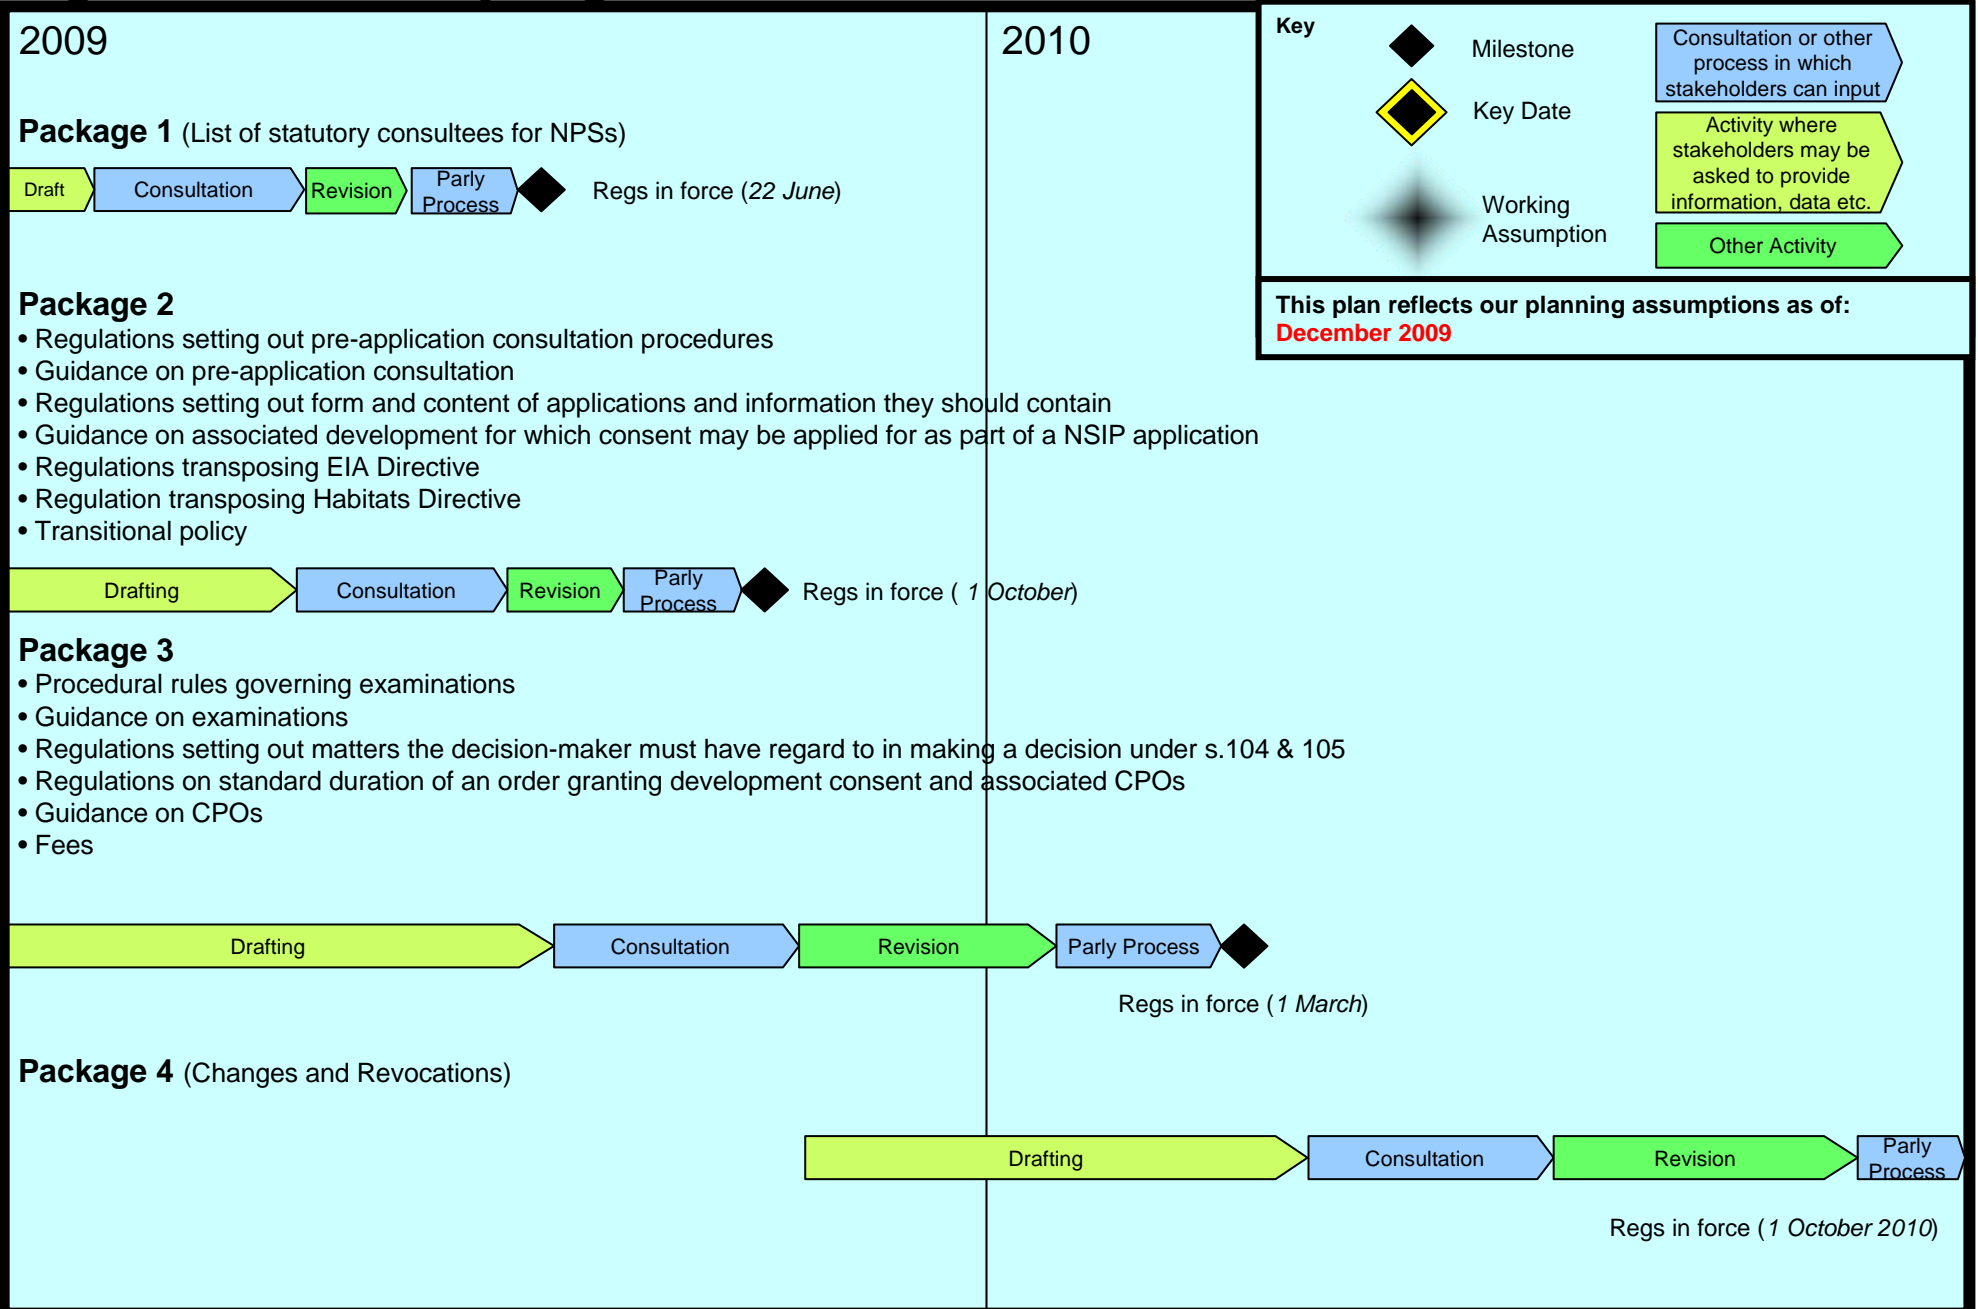 2009
2010
Key
Milestone
Key Date
Working
Assumption
Consultation or other
process in which
stakeholders can input
Activity where
stakeholders may be
asked to provide
information, data etc.
Other Activity
This plan reflects our planning assumptions as of:
December 2009
Package 1 (List of statutory consultees for NPSs)
Draft
Consultation
Revision
Parly
Process
Regs in force (22 June)
Package 2
• Regulations setting out pre-application consultation procedures
• Guidance on pre-application consultation
• Regulations setting out form and content of applications and information they should contain
• Guidance on associated development for which consent may be applied for as part of a NSIP application
• Regulations transposing EIA Directive
• Regulation transposing Habitats Directive
• Transitional policy
Drafting
Consultation
Revision
Parly
Process
Regs in force ( 1 October)
Package 3
• Procedural rules governing examinations
• Guidance on examinations
• Regulations setting out matters the decision-maker must have regard to in making a decision under s.104 & 105
• Regulations on standard duration of an order granting development consent and associated CPOs
• Guidance on CPOs
• Fees
Drafting
Consultation
Revision
Parly Process
Regs in force (1 March)
Package 4 (Changes and Revocations)
Drafting
Consultation
Revision
Parly
Process
Regs in force (1 October 2010)